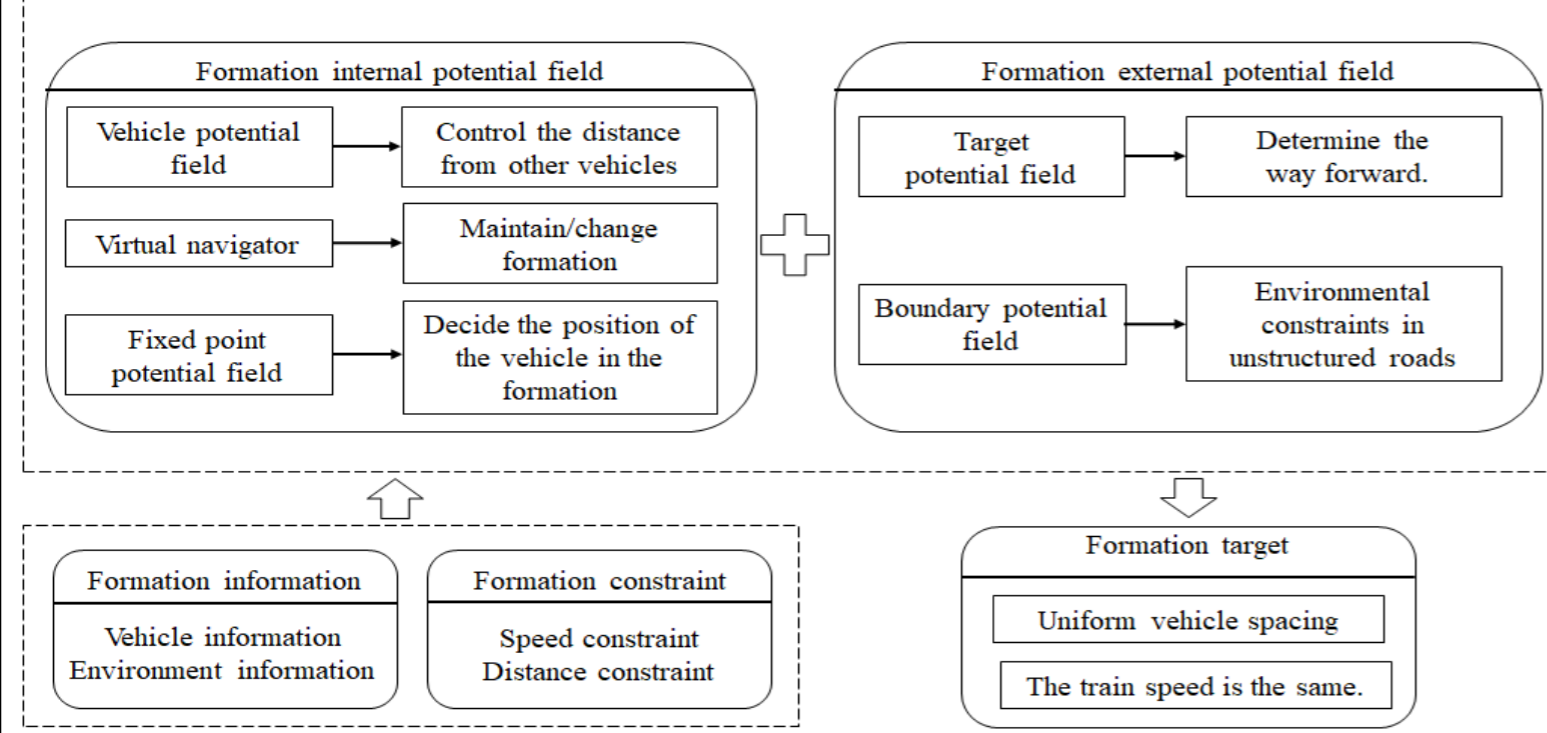 Formation internal potential field
Vehicle potential
field
Control the distance
from other vehicles
Virtual navigator
Maintain/change
formation
Fixed point
potential field
Decide the position of
the vehicle in the
formation
Formation external potential field
Target
potential field
Determine the
way forward.
Boundary potential
field
Environmental
constraints in
unstructured roads
Formation information
Vehicle information
Environment information
Formation constraint
Speed constraint
Distance constraint
Formation target
Uniform vehicle spacing
The train speed is the same.